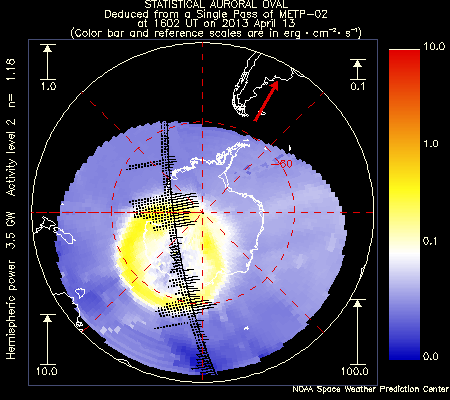 STATISTICAL AURORAL OVAL
Deduced from a Single Pass of METP-02
at 1602 UT on 2013 April 13
(Color bar and reference scales are in erg · cm⁻² · s⁻¹)
Hemispheric power 3.5 GW Activity level 2 n= 1.18
1.0
0.1
10.0
100.0
-60
10.0
1.0
0.1
0.0
NOAA Space Weather Prediction Center